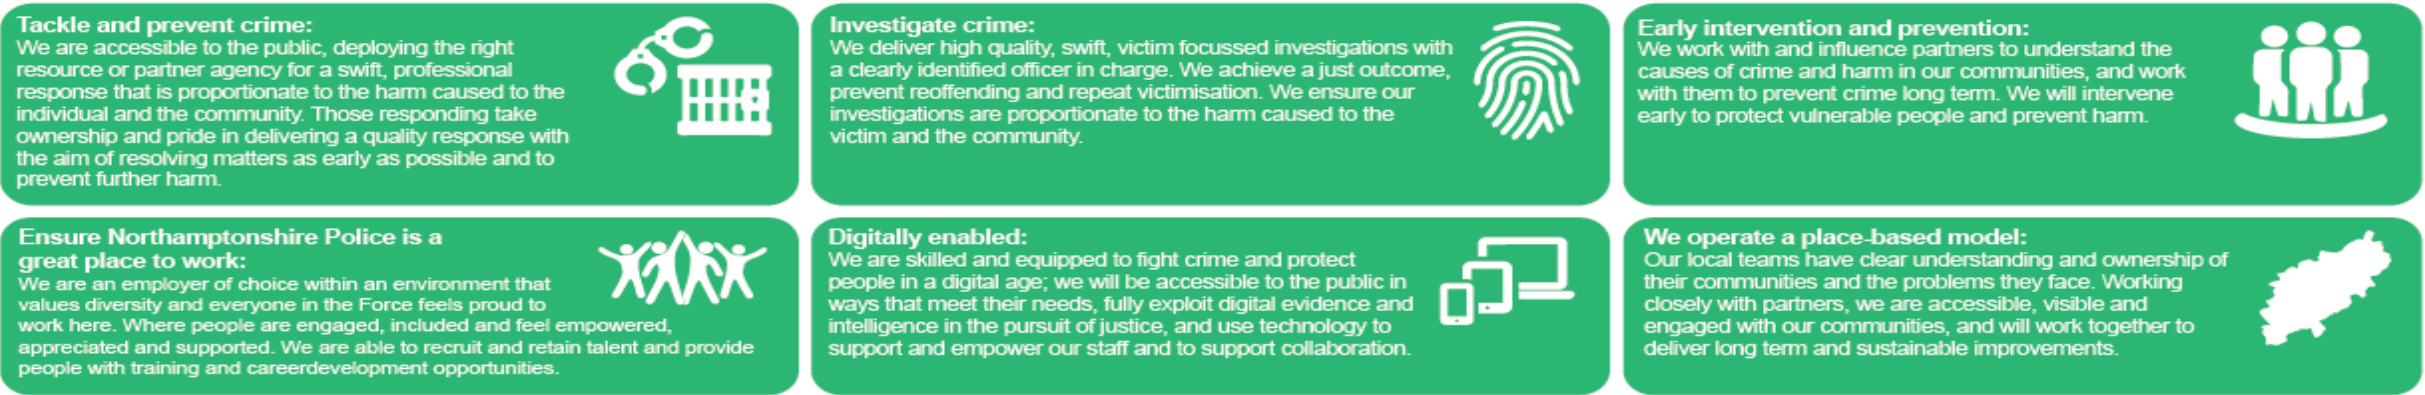 Tackle and prevent crime:
We are accessible to the public, deploying the right
resource or partner agency for a swift, professional
response that is proportionate to the harm caused to the
individual and the community. Those responding take
ownership and pride in delivering a quality response with
the aim of resolving matters as early as possible and to
prevent further harm.
Investigate crime:
We deliver high quality, swift, victim focussed investigations with
a clearly identified officer in charge. We achieve a just outcome,
prevent reoffending and repeat victimisation. We ensure our
investigations are proportionate to the harm caused to the
victim and the community.
Early intervention and prevention:
We work with and influence partners to understand the
causes of crime and harm in our communities, and work
with them to prevent crime long term. We will intervene
early to protect vulnerable people and prevent harm.
Ensure Northamptonshire Police is a
great place to work:
We are an employer of choice within an environment that
values diversity and everyone in the Force feels proud to
work here. Where people are engaged, included and feel empowered,
appreciated and supported. We are able to recruit and retain talent and provide
people with training and careerdevelopment opportunities.
Digitally enabled:
We are skilled and equipped to fight crime and protect
people in a digital age; we will be accessible to the public in
ways that meet their needs, fully exploit digital evidence and
intelligence in the pursuit of justice, and use technology to
support and empower our staff and to support collaboration.
We operate a place-based model:
Our local teams have clear understanding and ownership of
their communities and the problems they face. Working
closely with partners, we are accessible, visible and
engaged with our communities, and will work together to
deliver long term and sustainable improvements.